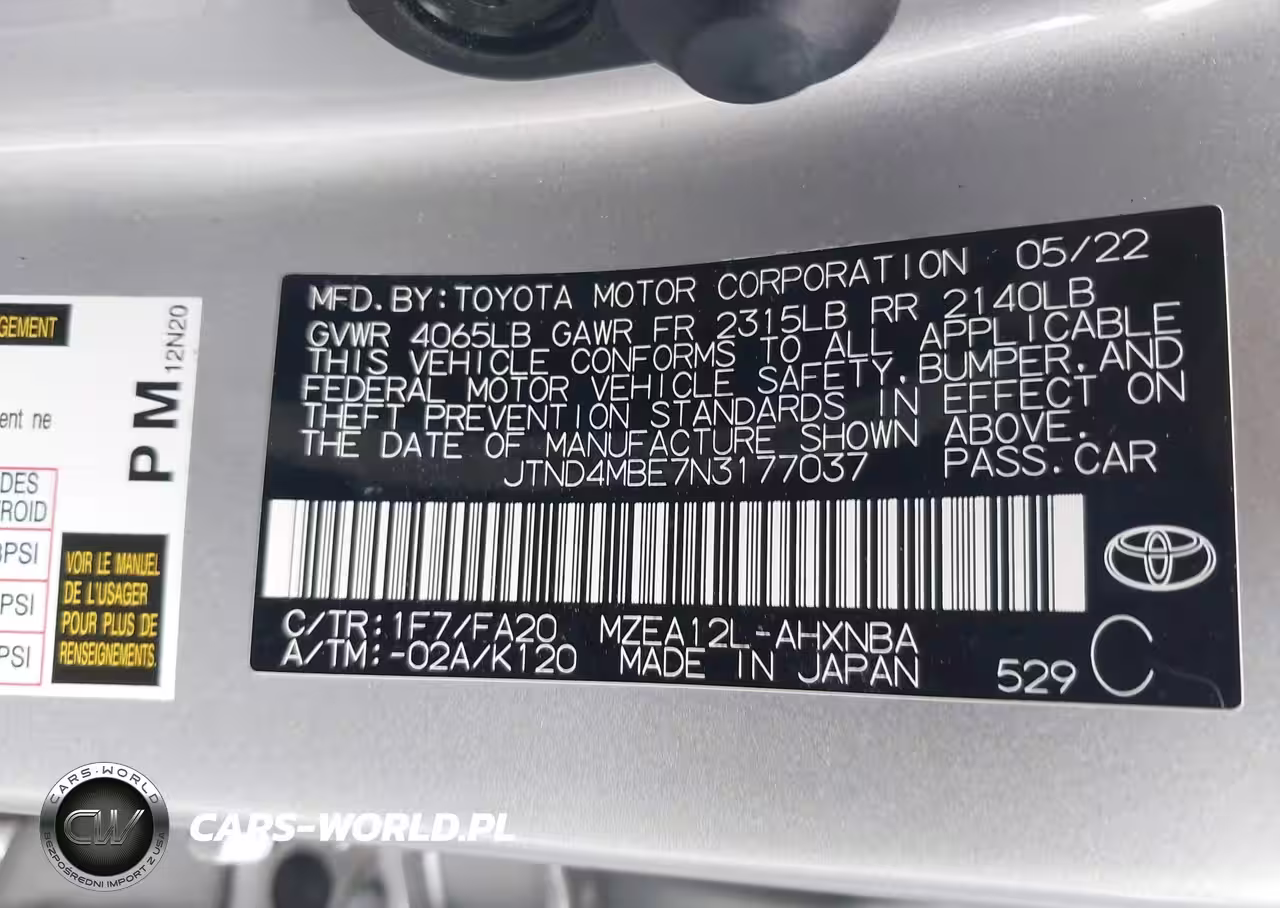 MFD. BY: TOYOTA MOTOR CORPORATION 05/22
GVWR 4065LB GAWR FR 2315LB RR 2140LB
THIS VEHICLE CONFORMS TO ALL APPLICABLE
FEDERAL MOTOR VEHICLE SAFETY, BUMPER, AND
THEFT PREVENTION STANDARDS IN EFFECT ON
THE DATE OF MANUFACTURE SHOWN ABOVE.
JTND4MBE7N3177037 PASS. CAR
C/TR: 1F7/FA20 MZEA12L-AHXNBA
A/TM: -02A/K120 MADE IN JAPAN
529 C
GEMENT
PM 12N20
ent ne
DES
ROID
PSI
PSI
PSI
VOIR LE MANUEL
DE L'USAGER
POUR PLUS DE
RENSEIGNEMENTS.
CARS-WORLD
CW
BEZPOŚREDNI IMPORT Z USA
CARS-WORLD.PL